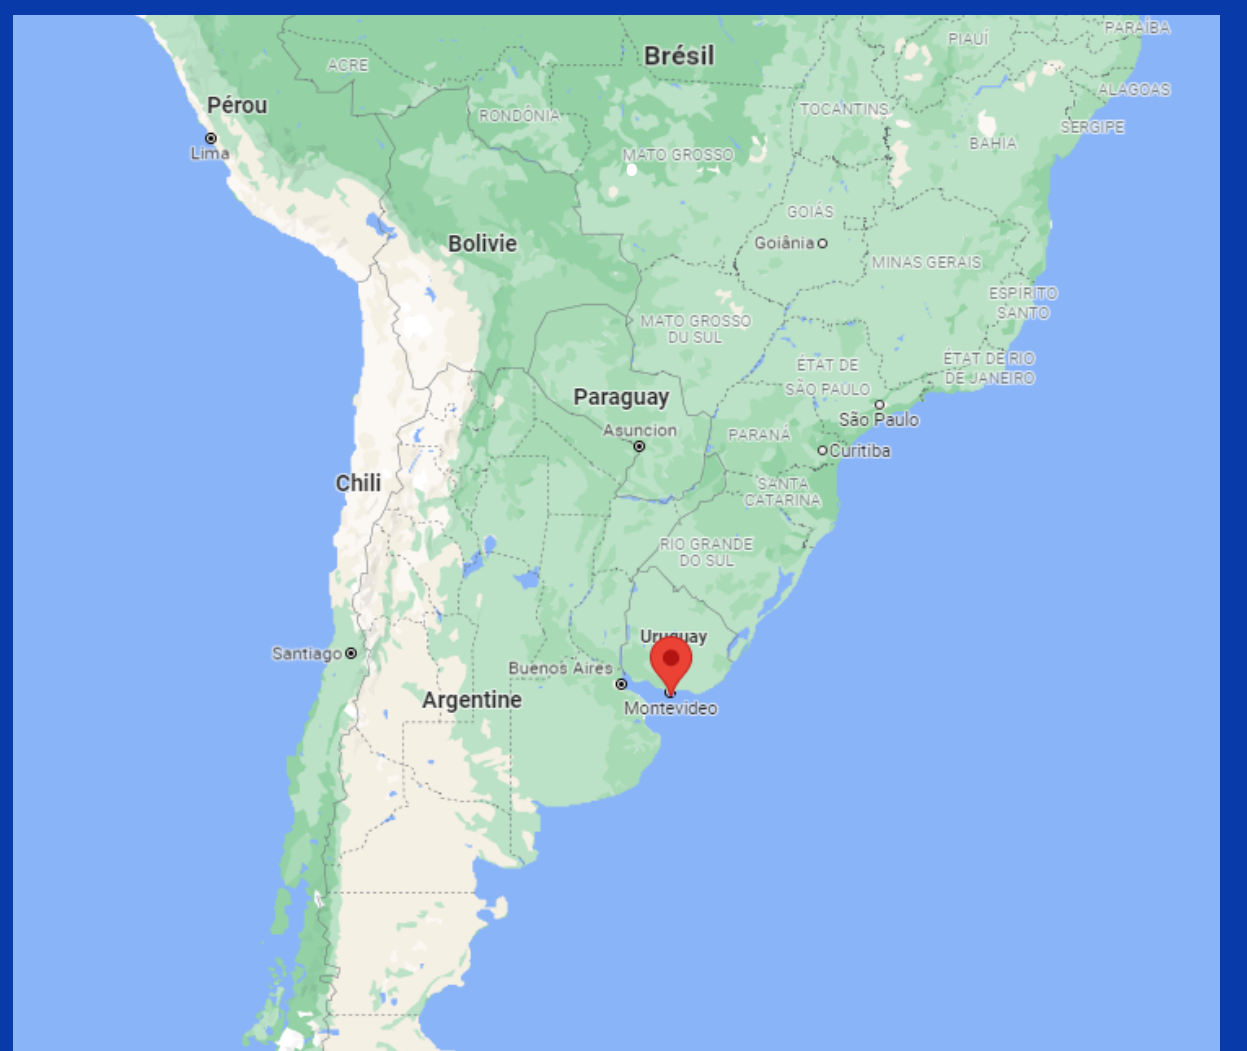 PARAÍBA
PIAUÍ
Brésil
ACRE
ALAGOAS
Pérou
TOCANTINS
RONDÔNIA
SERGIPE
Lima
BAHIA
MATO GROSSO
GOIÁS
Bolivie
Goiânia
MINAS GERAIS
ESPÍRITO
SANTO
MATO GROSSO
DU SUL
ÉTAT DE RIO
DE JANEIRO
ÉTAT DE
SÃO PAULO
Paraguay
São Paulo
Asuncion
PARANÁ
Curitiba
Chili
SANTA
CATARINA
RIO GRANDE
DO SUL
Uruguay
Santiago
Buenos Aires
Argentine
Montevideo